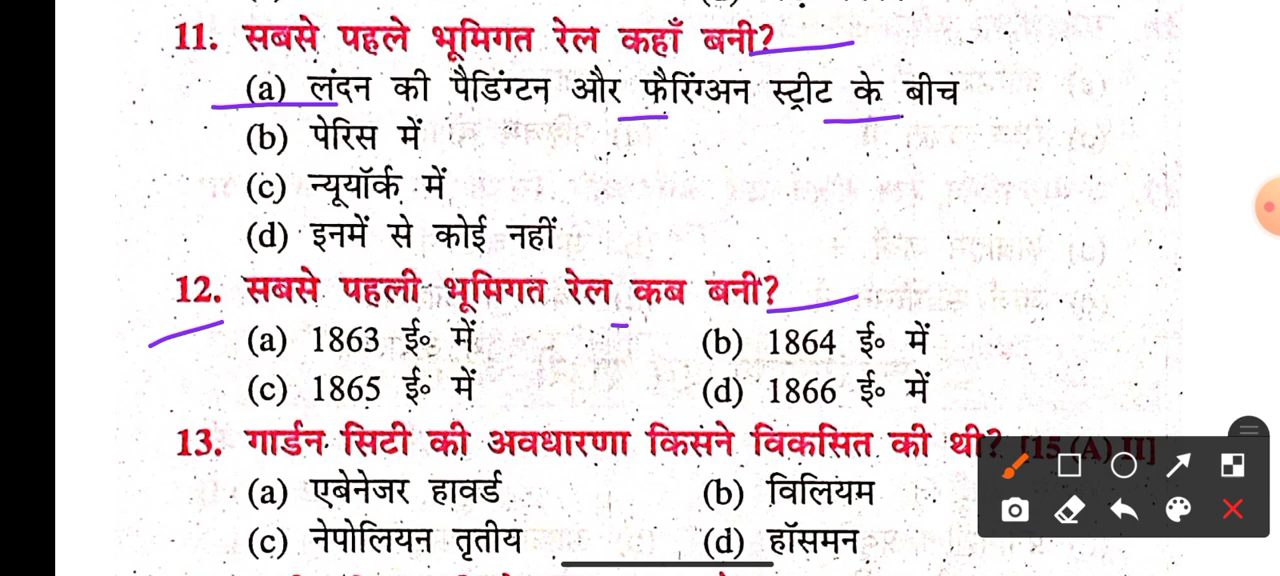 11. सबसे पहले भूमिगत रेल कहाँ बनी?
(a) लंदन की पैडिंग्टन और फैरिंग्अन स्ट्रीट के बीच
(b) पेरिस में
(c) न्यूयॉर्क में
(d) इनमें से कोई नहीं
12. सबसे पहली भूमिगत रेल कब बनी?
(a) 1863 ई० में (b) 1864 ई० में
(c) 1865 ई० में (d) 1866 ई० में
13. गार्डन सिटी की अवधारणा किसने विकसित की थी? [15 (A) II]
(a) एबेनेजर हावर्ड (b) विलियम
(c) नेपोलियन तृतीय (d) हॉसमन